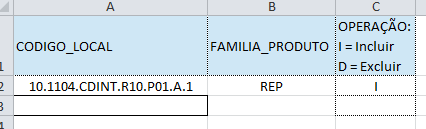 A B C
1 CODIGO_LOCAL FAMILIA_PRODUTO OPERAÇÃO:
I = Incluir
D = Excluir
2 10.1104.CDINT.R10.P01.A.1 REP I
3